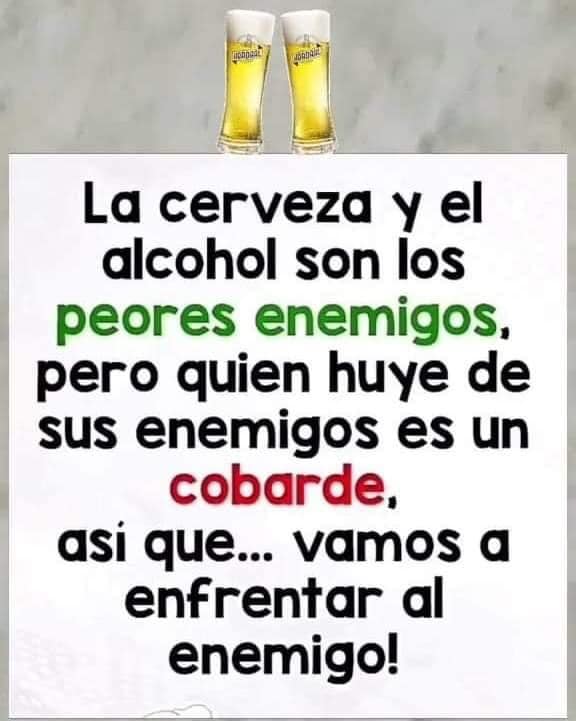 La cerveza y el
alcohol son los
peores enemigos,
pero quien huye de
sus enemigos es un
cobarde,
así que... vamos a
enfrentar al
enemigo!